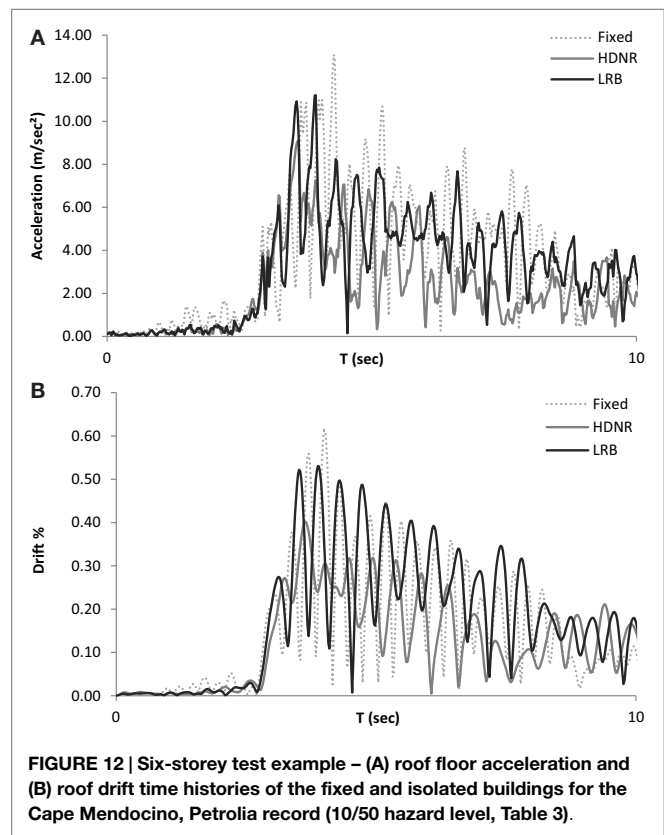 A
14.00
12.00
10.00
8.00
6.00
4.00
2.00
0.00
Acceleration (m/sec²)
Fixed
HDNR
LRB
0
T (sec)
10
B
0.70
0.60
0.50
0.40
0.30
0.20
0.10
0.00
Drift %
Fixed
HDNR
LRB
0
T (sec)
10
FIGURE 12 | Six-storey test example – (A) roof floor acceleration and
(B) roof drift time histories of the fixed and isolated buildings for the
Cape Mendocino, Petrolia record (10/50 hazard level, Table 3).